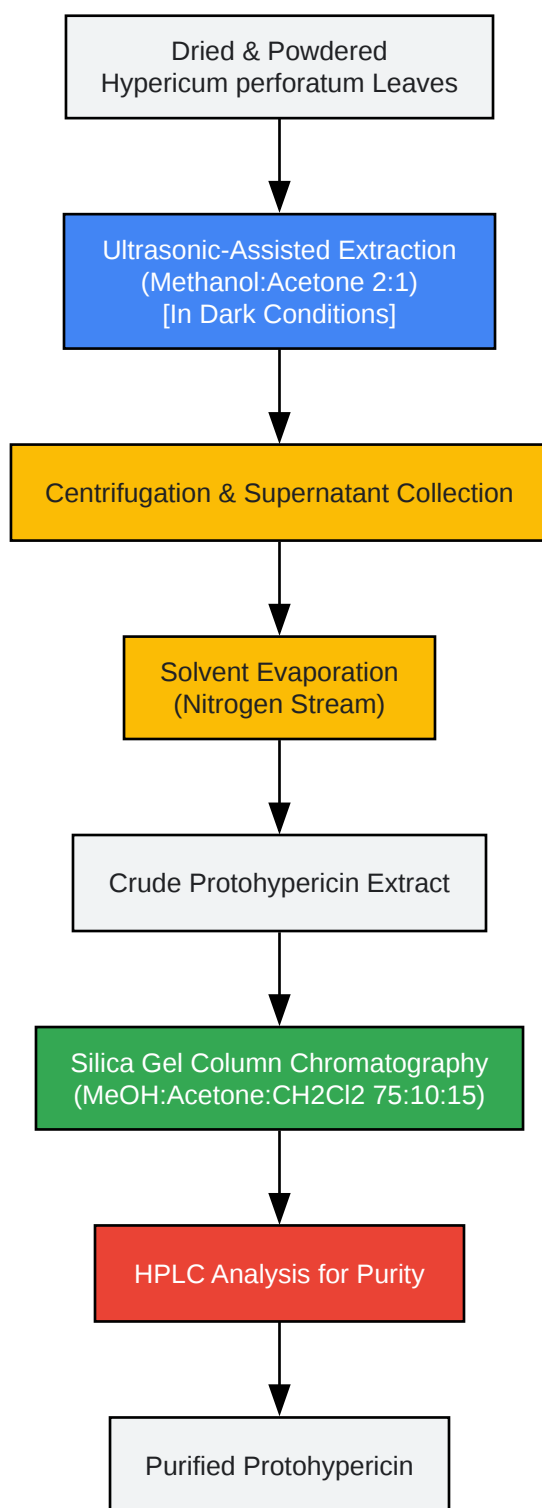 Dried & Powdered
Hypericum perforatum Leaves
Ultrasonic-Assisted Extraction
(Methanol:Acetone 2:1)
[In Dark Conditions]
Centrifugation & Supernatant Collection
Solvent Evaporation
(Nitrogen Stream)
Crude Protohypericin Extract
Silica Gel Column Chromatography
(MeOH:Acetone:CH2Cl2 75:10:15)
HPLC Analysis for Purity
Purified Protohypericin